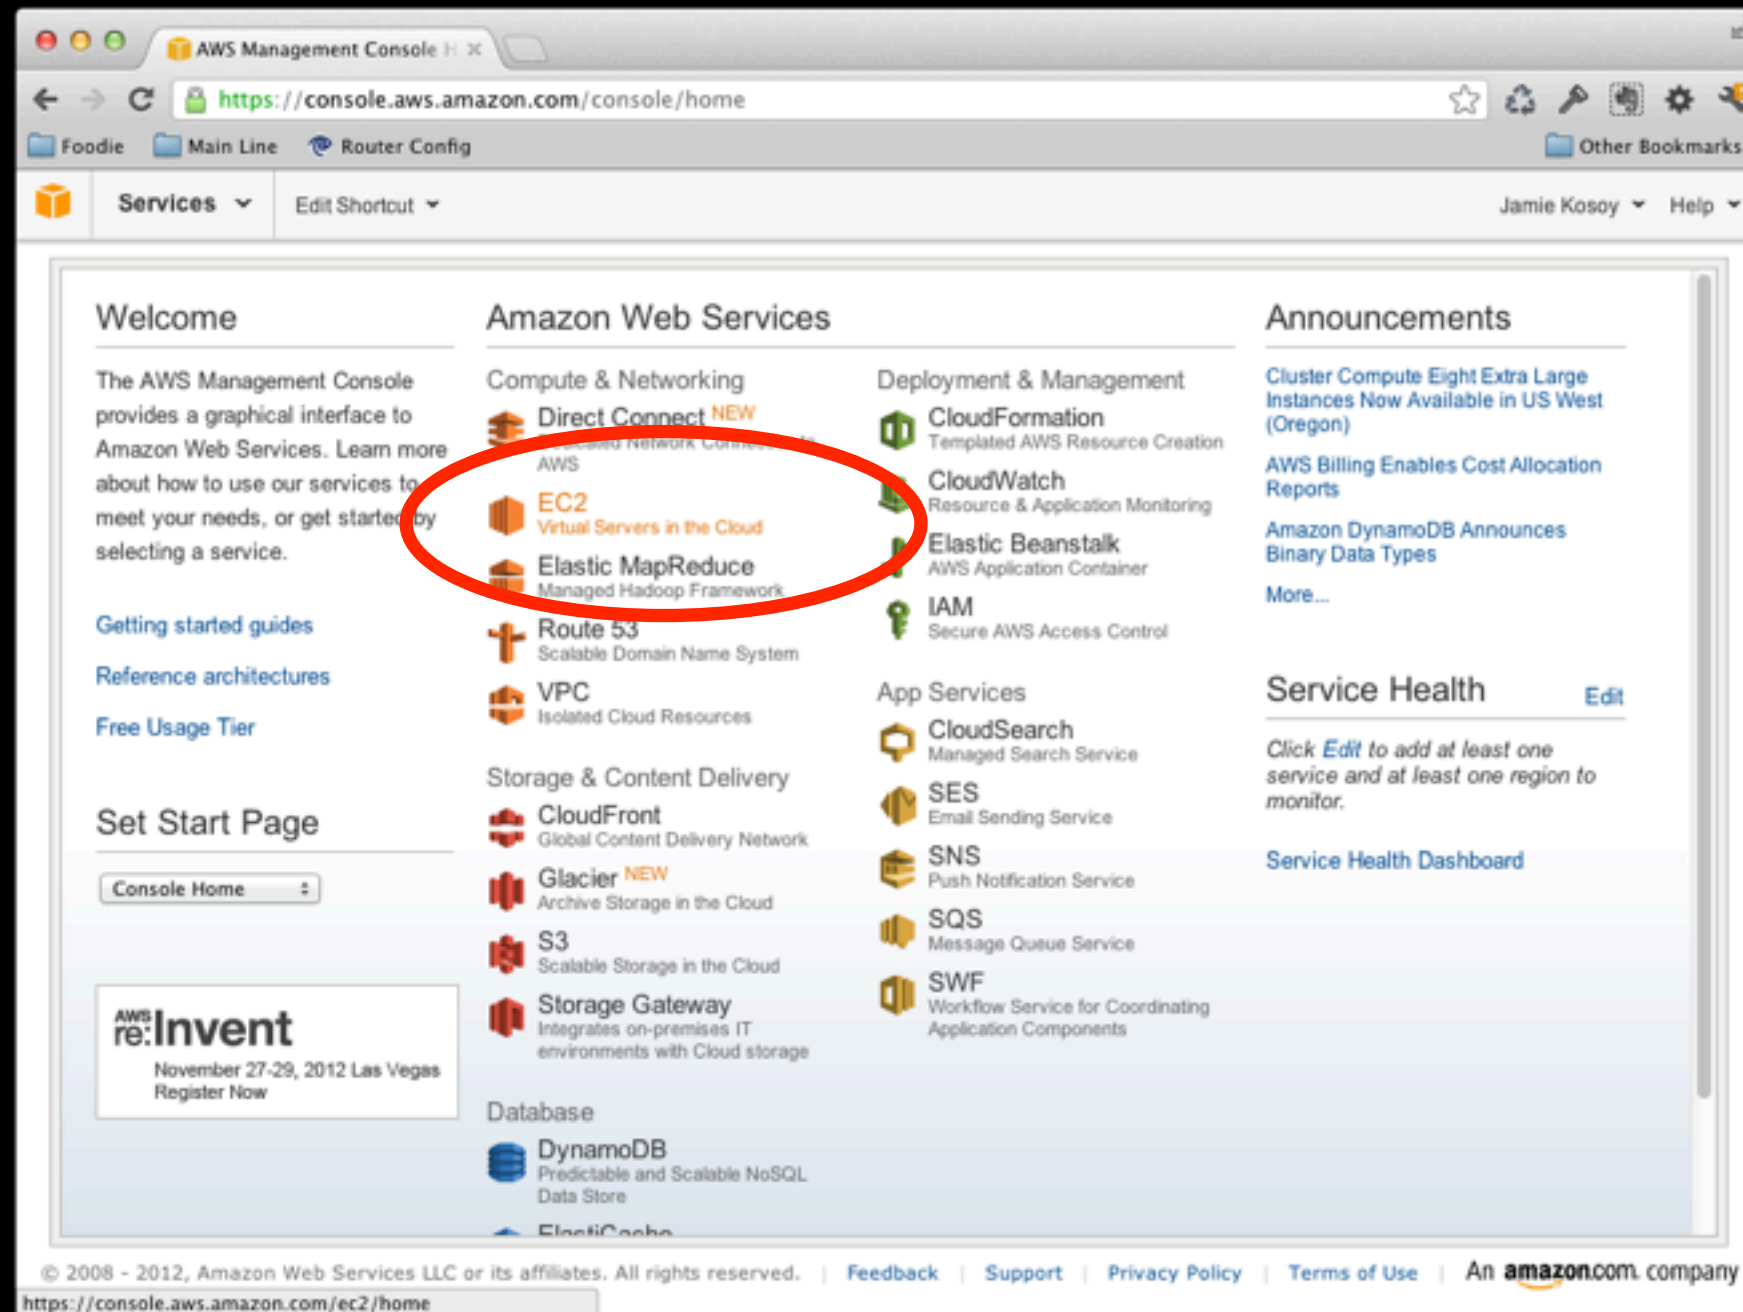 AWS Management Console H
https://console.aws.amazon.com/console/home
Foodie
Main Line
Router Config
Other Bookmarks
Services
Edit Shortcut
Jamie Kosoy
Help
Welcome
The AWS Management Console
provides a graphical interface to
Amazon Web Services. Learn more
about how to use our services to
meet your needs, or get started by
selecting a service.
Getting started guides
Reference architectures
Free Usage Tier
Set Start Page
Console Home
AWS
re:Invent
November 27-29, 2012 Las Vegas
Register Now
Amazon Web Services
Compute & Networking
Direct Connect NEW
Dedicated Network Connection to
AWS
EC2
Virtual Servers in the Cloud
Elastic MapReduce
Managed Hadoop Framework
Route 53
Scalable Domain Name System
VPC
Isolated Cloud Resources
Storage & Content Delivery
CloudFront
Global Content Delivery Network
Glacier NEW
Archive Storage in the Cloud
S3
Scalable Storage in the Cloud
Storage Gateway
Integrates on-premises IT
environments with Cloud storage
Database
DynamoDB
Predictable and Scalable NoSQL
Data Store
ElastiCache
Deployment & Management
CloudFormation
Templated AWS Resource Creation
CloudWatch
Resource & Application Monitoring
Elastic Beanstalk
AWS Application Container
IAM
Secure AWS Access Control
App Services
CloudSearch
Managed Search Service
SES
Email Sending Service
SNS
Push Notification Service
SQS
Message Queue Service
SWF
Workflow Service for Coordinating
Application Components
Announcements
Cluster Compute Eight Extra Large
Instances Now Available in US West
(Oregon)
AWS Billing Enables Cost Allocation
Reports
Amazon DynamoDB Announces
Binary Data Types
More...
Service Health
Edit
Click Edit to add at least one
service and at least one region to
monitor.
Service Health Dashboard
© 2008 - 2012, Amazon Web Services LLC or its affiliates. All rights reserved. | Feedback | Support | Privacy Policy | Terms of Use | An amazon.com. company
https://console.aws.amazon.com/ec2/home